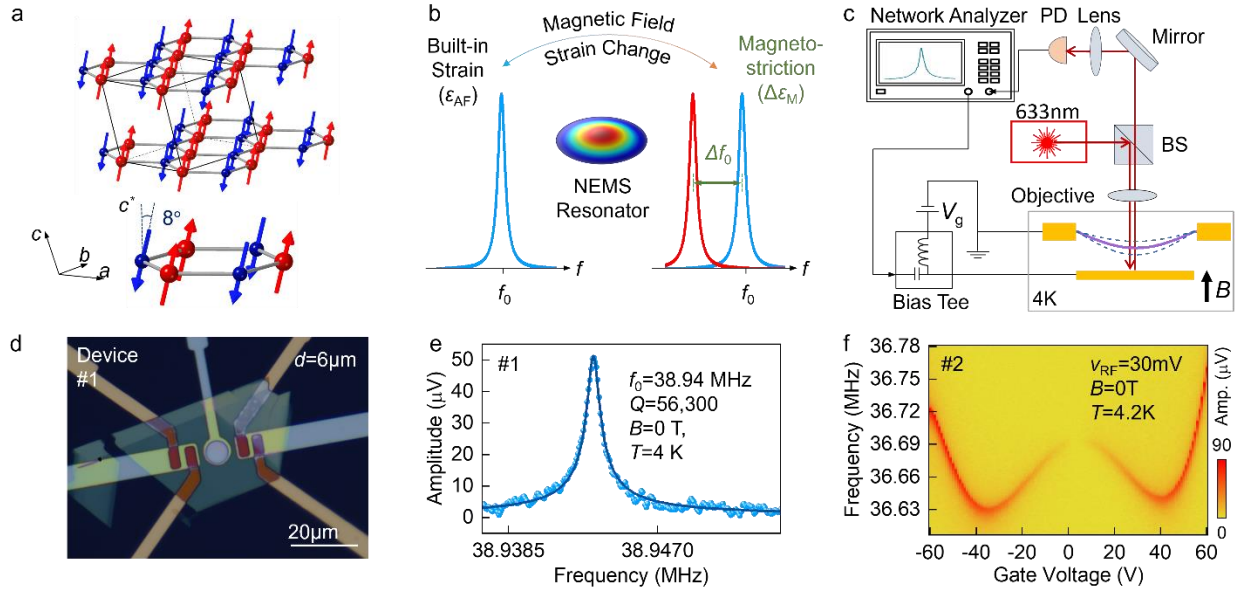 a
c*
8°
c
b
a
b
Magnetic Field
Strain Change
Built-in
Strain
(εAF)
Magneto-
striction
(ΔεM)
Δf0
NEMS
Resonator
f
f
f0
f0
c
Network Analyzer
PD
Lens
Mirror
633nm
BS
Objective
Vg
Bias Tee
4K
B
d
Device
#1
d=6μm
20μm
e
#1
f0=38.94 MHz
Q=56,300
B=0 T,
T=4 K
Amplitude (μV)
50
40
30
20
10
0
38.9385
38.9470
Frequency (MHz)
f
#2
vRF=30mV
B=0T
T=4.2K
Frequency (MHz)
36.78
36.75
36.72
36.69
36.66
36.63
-60
-40
-20
0
20
40
60
Gate Voltage (V)
Amp. (μV)
90
0